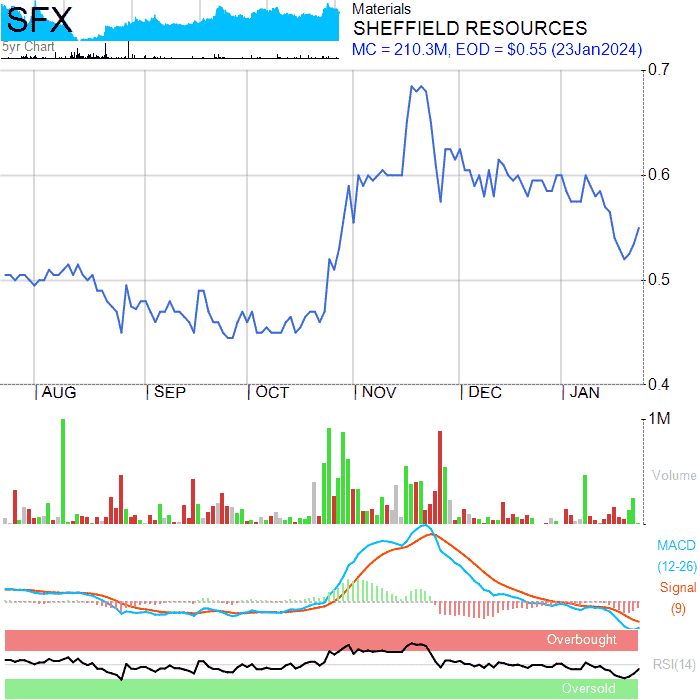 SFX
5yr Chart
Materials
SHEFFIELD RESOURCES
MC = 210.3M, EOD = $0.55 (23Jan2024)
0.7
0.6
0.5
0.4
AUG SEP OCT NOV DEC JAN
1M
Volume
MACD
(12-26)
Signal
(9)
Overbought
RSI(14)
Oversold